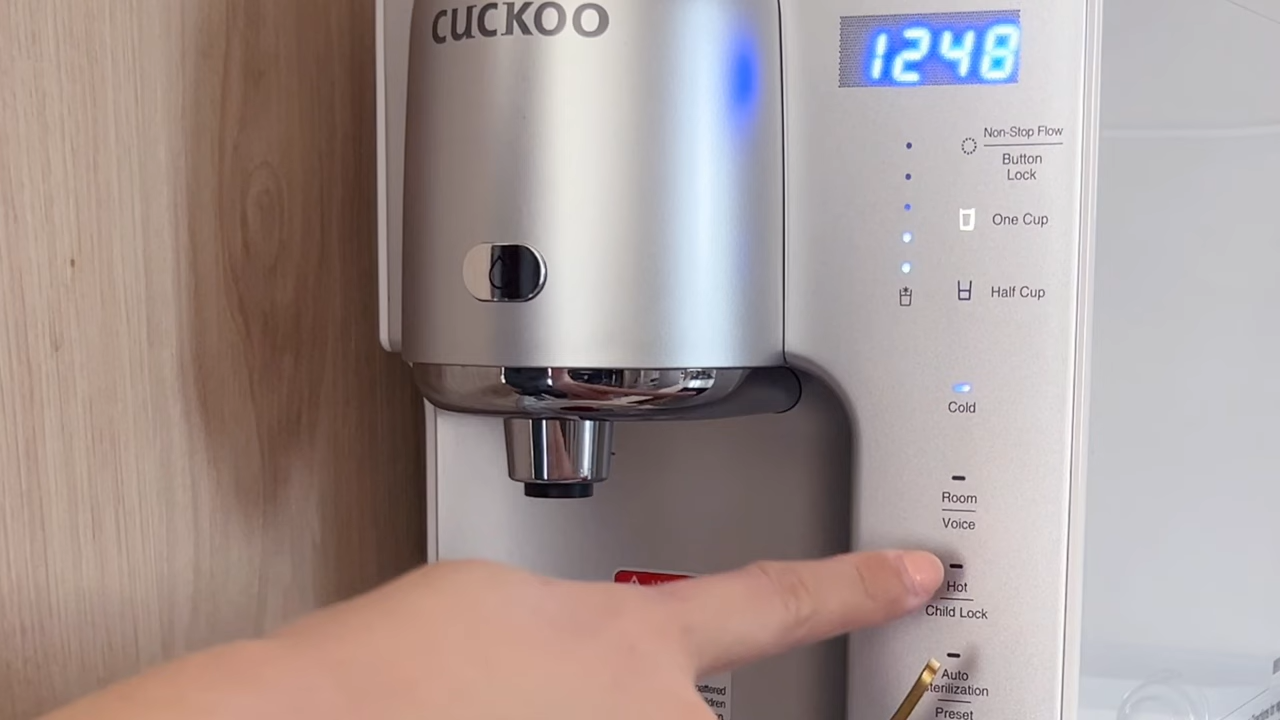 CUCKOO
1248
Non-Stop Flow
Button
Lock
One Cup
Half Cup
Cold
Room
Voice
Hot
Child Lock
Auto
Preset